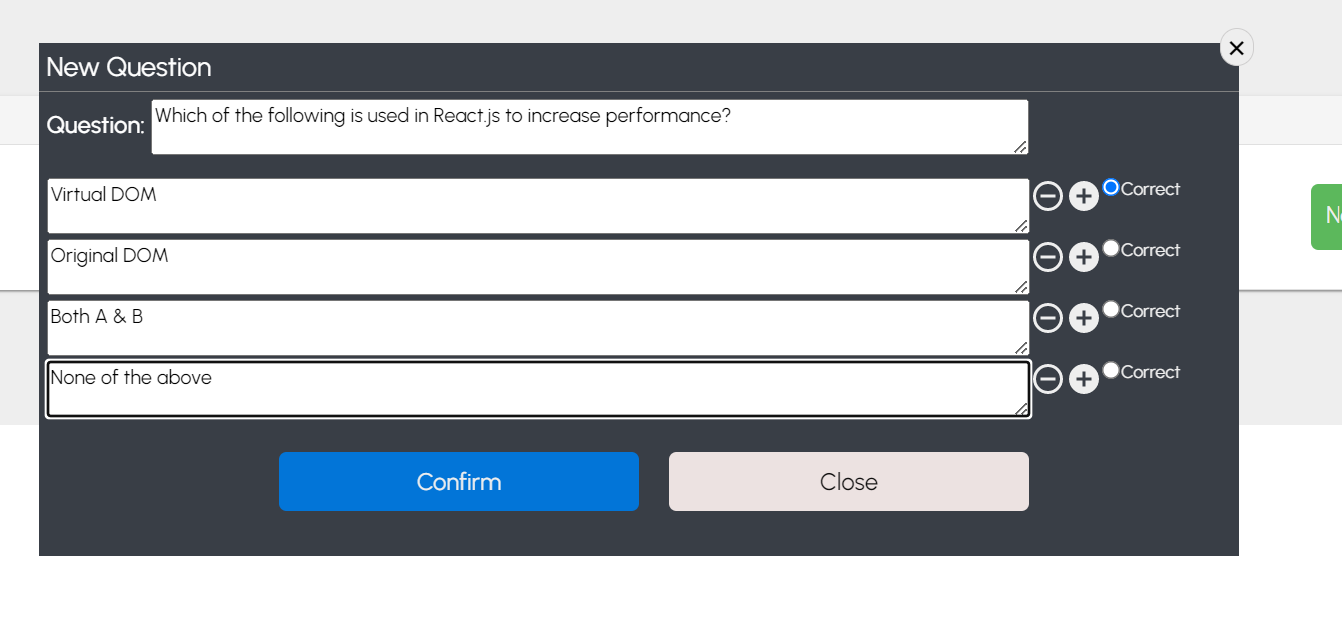 New Question
Question: Which of the following is used in React.js to increase performance?
Virtual DOM
Correct
Original DOM
Correct
Both A & B
Correct
None of the above
Correct
Confirm
Close